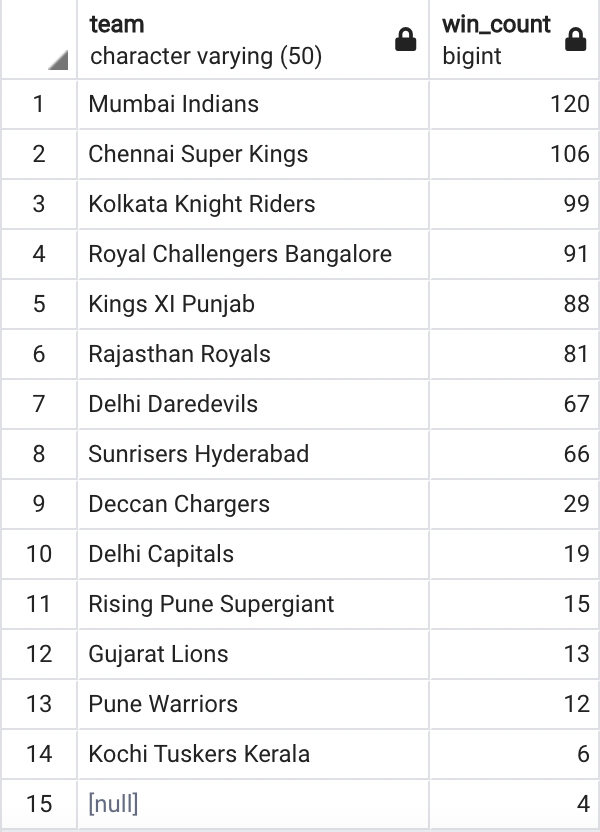 team win_count
character varying (50) bigint
1 Mumbai Indians 120
2 Chennai Super Kings 106
3 Kolkata Knight Riders 99
4 Royal Challengers Bangalore 91
5 Kings XI Punjab 88
6 Rajasthan Royals 81
7 Delhi Daredevils 67
8 Sunrisers Hyderabad 66
9 Deccan Chargers 29
10 Delhi Capitals 19
11 Rising Pune Supergiant 15
12 Gujarat Lions 13
13 Pune Warriors 12
14 Kochi Tuskers Kerala 6
15 [null] 4